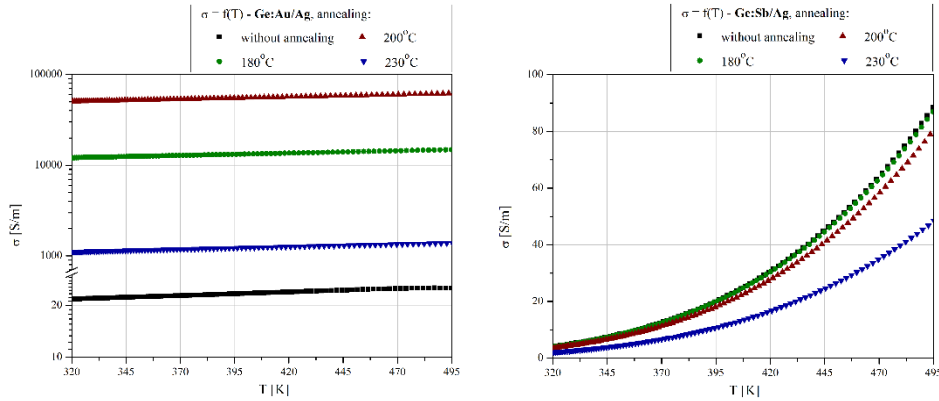 σ = f(T) - Ge:Au/Ag, annealing:
without annealing 200°C
180°C 230°C
100000
10000
1000
20
10
σ [S/m]
320 345 370 395 420 445 470 495
T [K]
σ = f(T) - Ge:Sb/Ag, annealing:
without annealing 200°C
180°C 230°C
100
80
60
40
20
0
σ [S/m]
320 345 370 395 420 445 470 495
T [K]